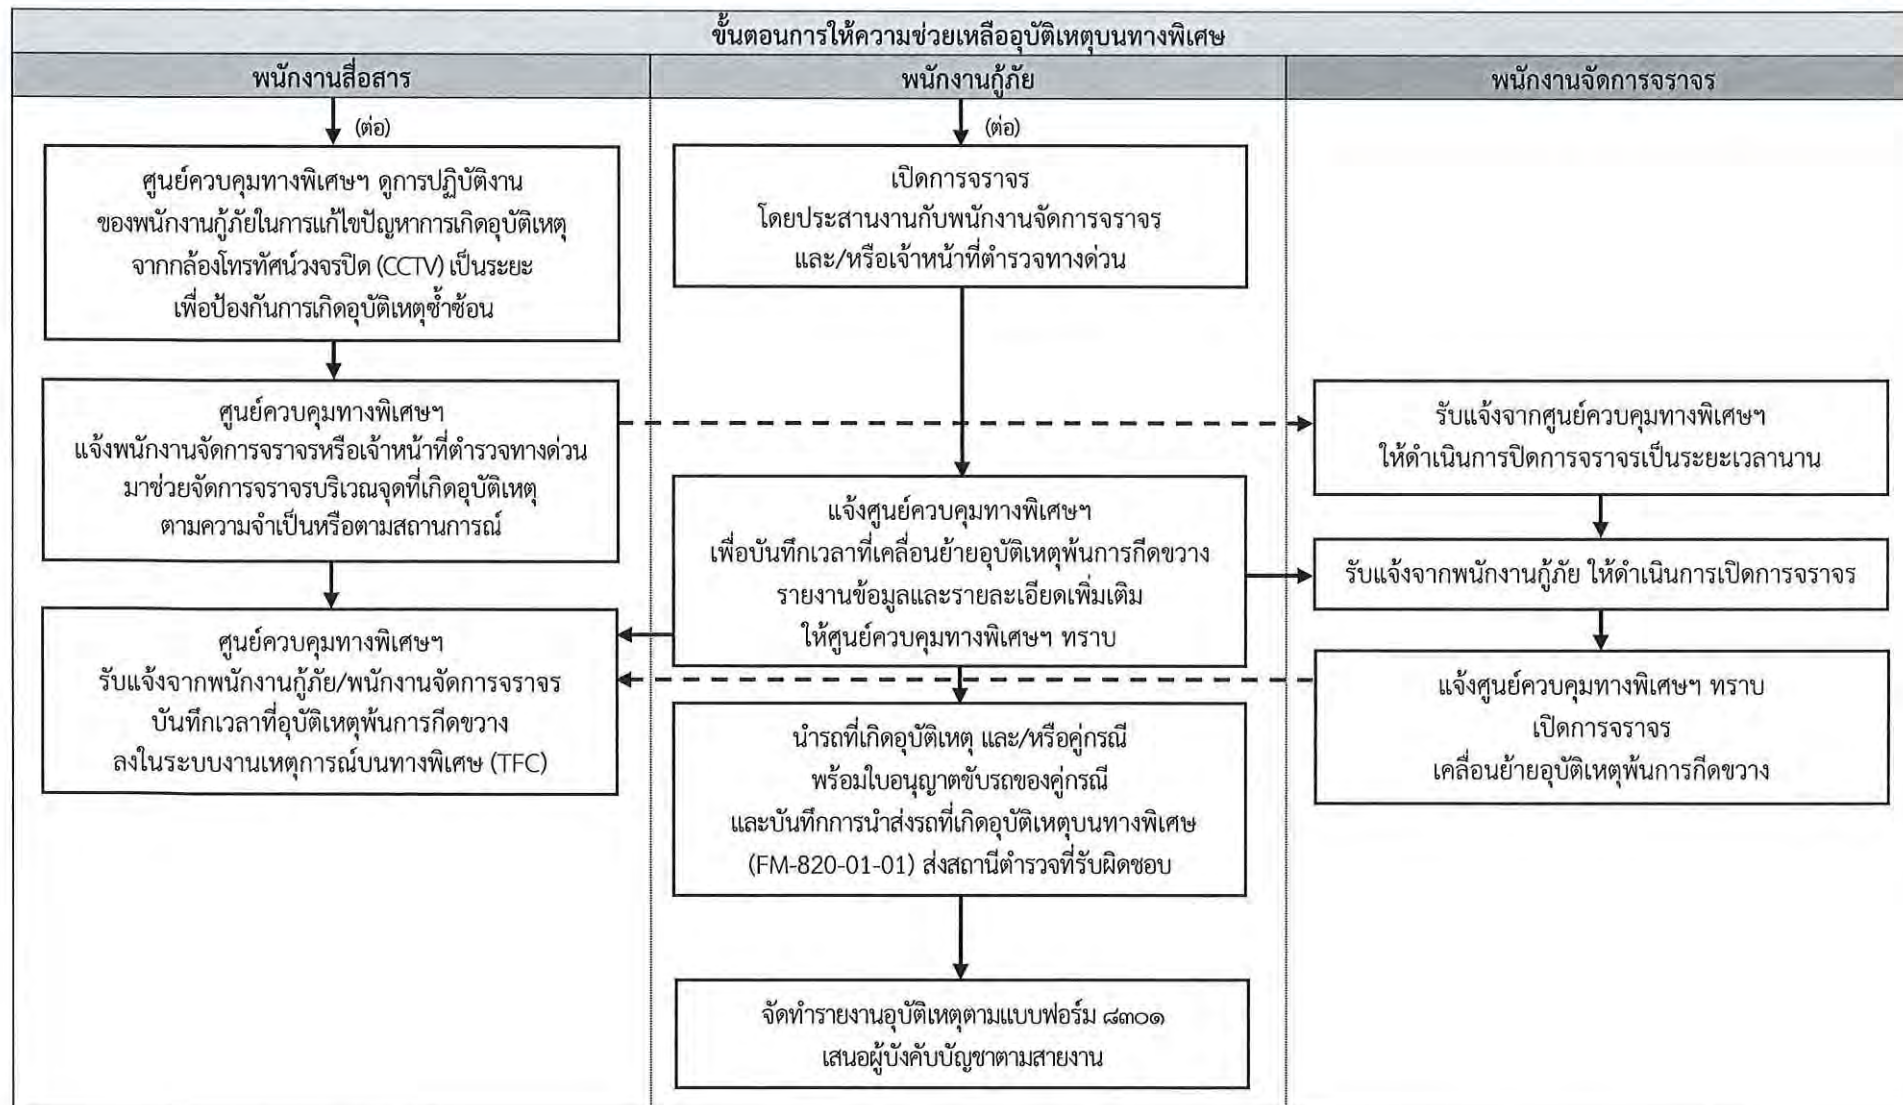 ขั้นตอนการให้ความช่วยเหลืออุบัติเหตุบนทางพิเศษ
พนักงานสื่อสาร
พนักงานกู้ภัย
พนักงานจัดการจราจร
(ต่อ)
ศูนย์ควบคุมทางพิเศษฯ ดูการปฏิบัติงาน
ของพนักงานกู้ภัยในการแก้ไขปัญหาการเกิดอุบัติเหตุ
จากกล้องโทรทัศน์วงจรปิด (CCTV) เป็นระยะ
เพื่อป้องกันการเกิดอุบัติเหตุซ้ำซ้อน
ศูนย์ควบคุมทางพิเศษฯ
แจ้งพนักงานจัดการจราจรหรือเจ้าหน้าที่ตำรวจทางด่วน
มาช่วยจัดการจราจรบริเวณจุดที่เกิดอุบัติเหตุ
ตามความจำเป็นหรือตามสถานการณ์
ศูนย์ควบคุมทางพิเศษฯ
รับแจ้งจากพนักงานกู้ภัย/พนักงานจัดการจราจร
บันทึกเวลาที่อุบัติเหตุพ้นการกีดขวาง
ลงในระบบงานเหตุการณ์บนทางพิเศษ (TFC)
(ต่อ)
เปิดการจราจร
โดยประสานงานกับพนักงานจัดการจราจร
และ/หรือเจ้าหน้าที่ตำรวจทางด่วน
แจ้งศูนย์ควบคุมทางพิเศษฯ
เพื่อบันทึกเวลาที่เคลื่อนย้ายอุบัติเหตุพ้นการกีดขวาง
รายงานข้อมูลและรายละเอียดเพิ่มเติม
ให้ศูนย์ควบคุมทางพิเศษฯ ทราบ
นำรถที่เกิดอุบัติเหตุ และ/หรือคู่กรณี
พร้อมใบอนุญาตขับรถของคู่กรณี
และบันทึกการนำส่งรถที่เกิดอุบัติเหตุบนทางพิเศษ
(FM-820-01-01) ส่งสถานีตำรวจที่รับผิดชอบ
จัดทำรายงานอุบัติเหตุตามแบบฟอร์ม ๘๓๐๑
เสนอผู้บังคับบัญชาตามสายงาน
รับแจ้งจากศูนย์ควบคุมทางพิเศษฯ
ให้ดำเนินการปิดการจราจรเป็นระยะเวลานาน
รับแจ้งจากพนักงานกู้ภัย ให้ดำเนินการเปิดการจราจร
แจ้งศูนย์ควบคุมทางพิเศษฯ ทราบ
เปิดการจราจร
เคลื่อนย้ายอุบัติเหตุพ้นการกีดขวาง